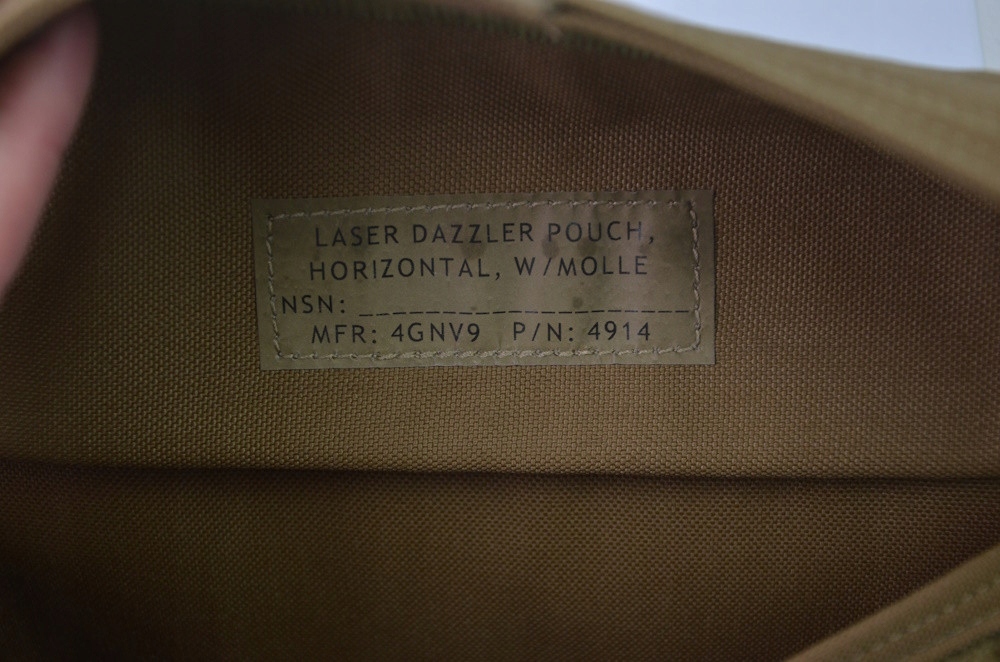 LASER DAZZLER POUCH,
HORIZONTAL, W/MOLLE
NSN: ____________________
MFR: 4GNV9 P/N: 4914